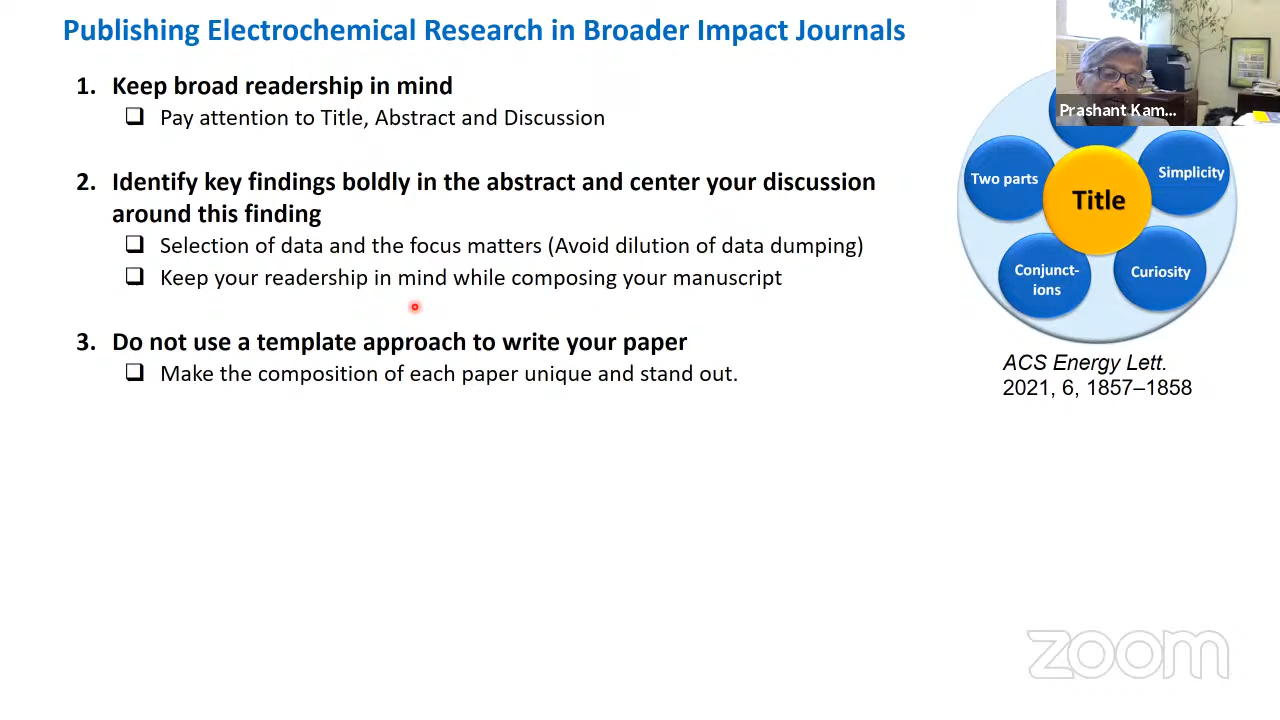 Publishing Electrochemical Research in Broader Impact Journals
1. Keep broad readership in mind
Pay attention to Title, Abstract and Discussion
2. Identify key findings boldly in the abstract and center your discussion
around this finding
Selection of data and the focus matters (Avoid dilution of data dumping)
Keep your readership in mind while composing your manuscript
3. Do not use a template approach to write your paper
Make the composition of each paper unique and stand out.
Prashant Kam...
Two parts
Title
Simplicity
Conjunct-
ions
Curiosity
ACS Energy Lett.
2021, 6, 1857–1858
zoom